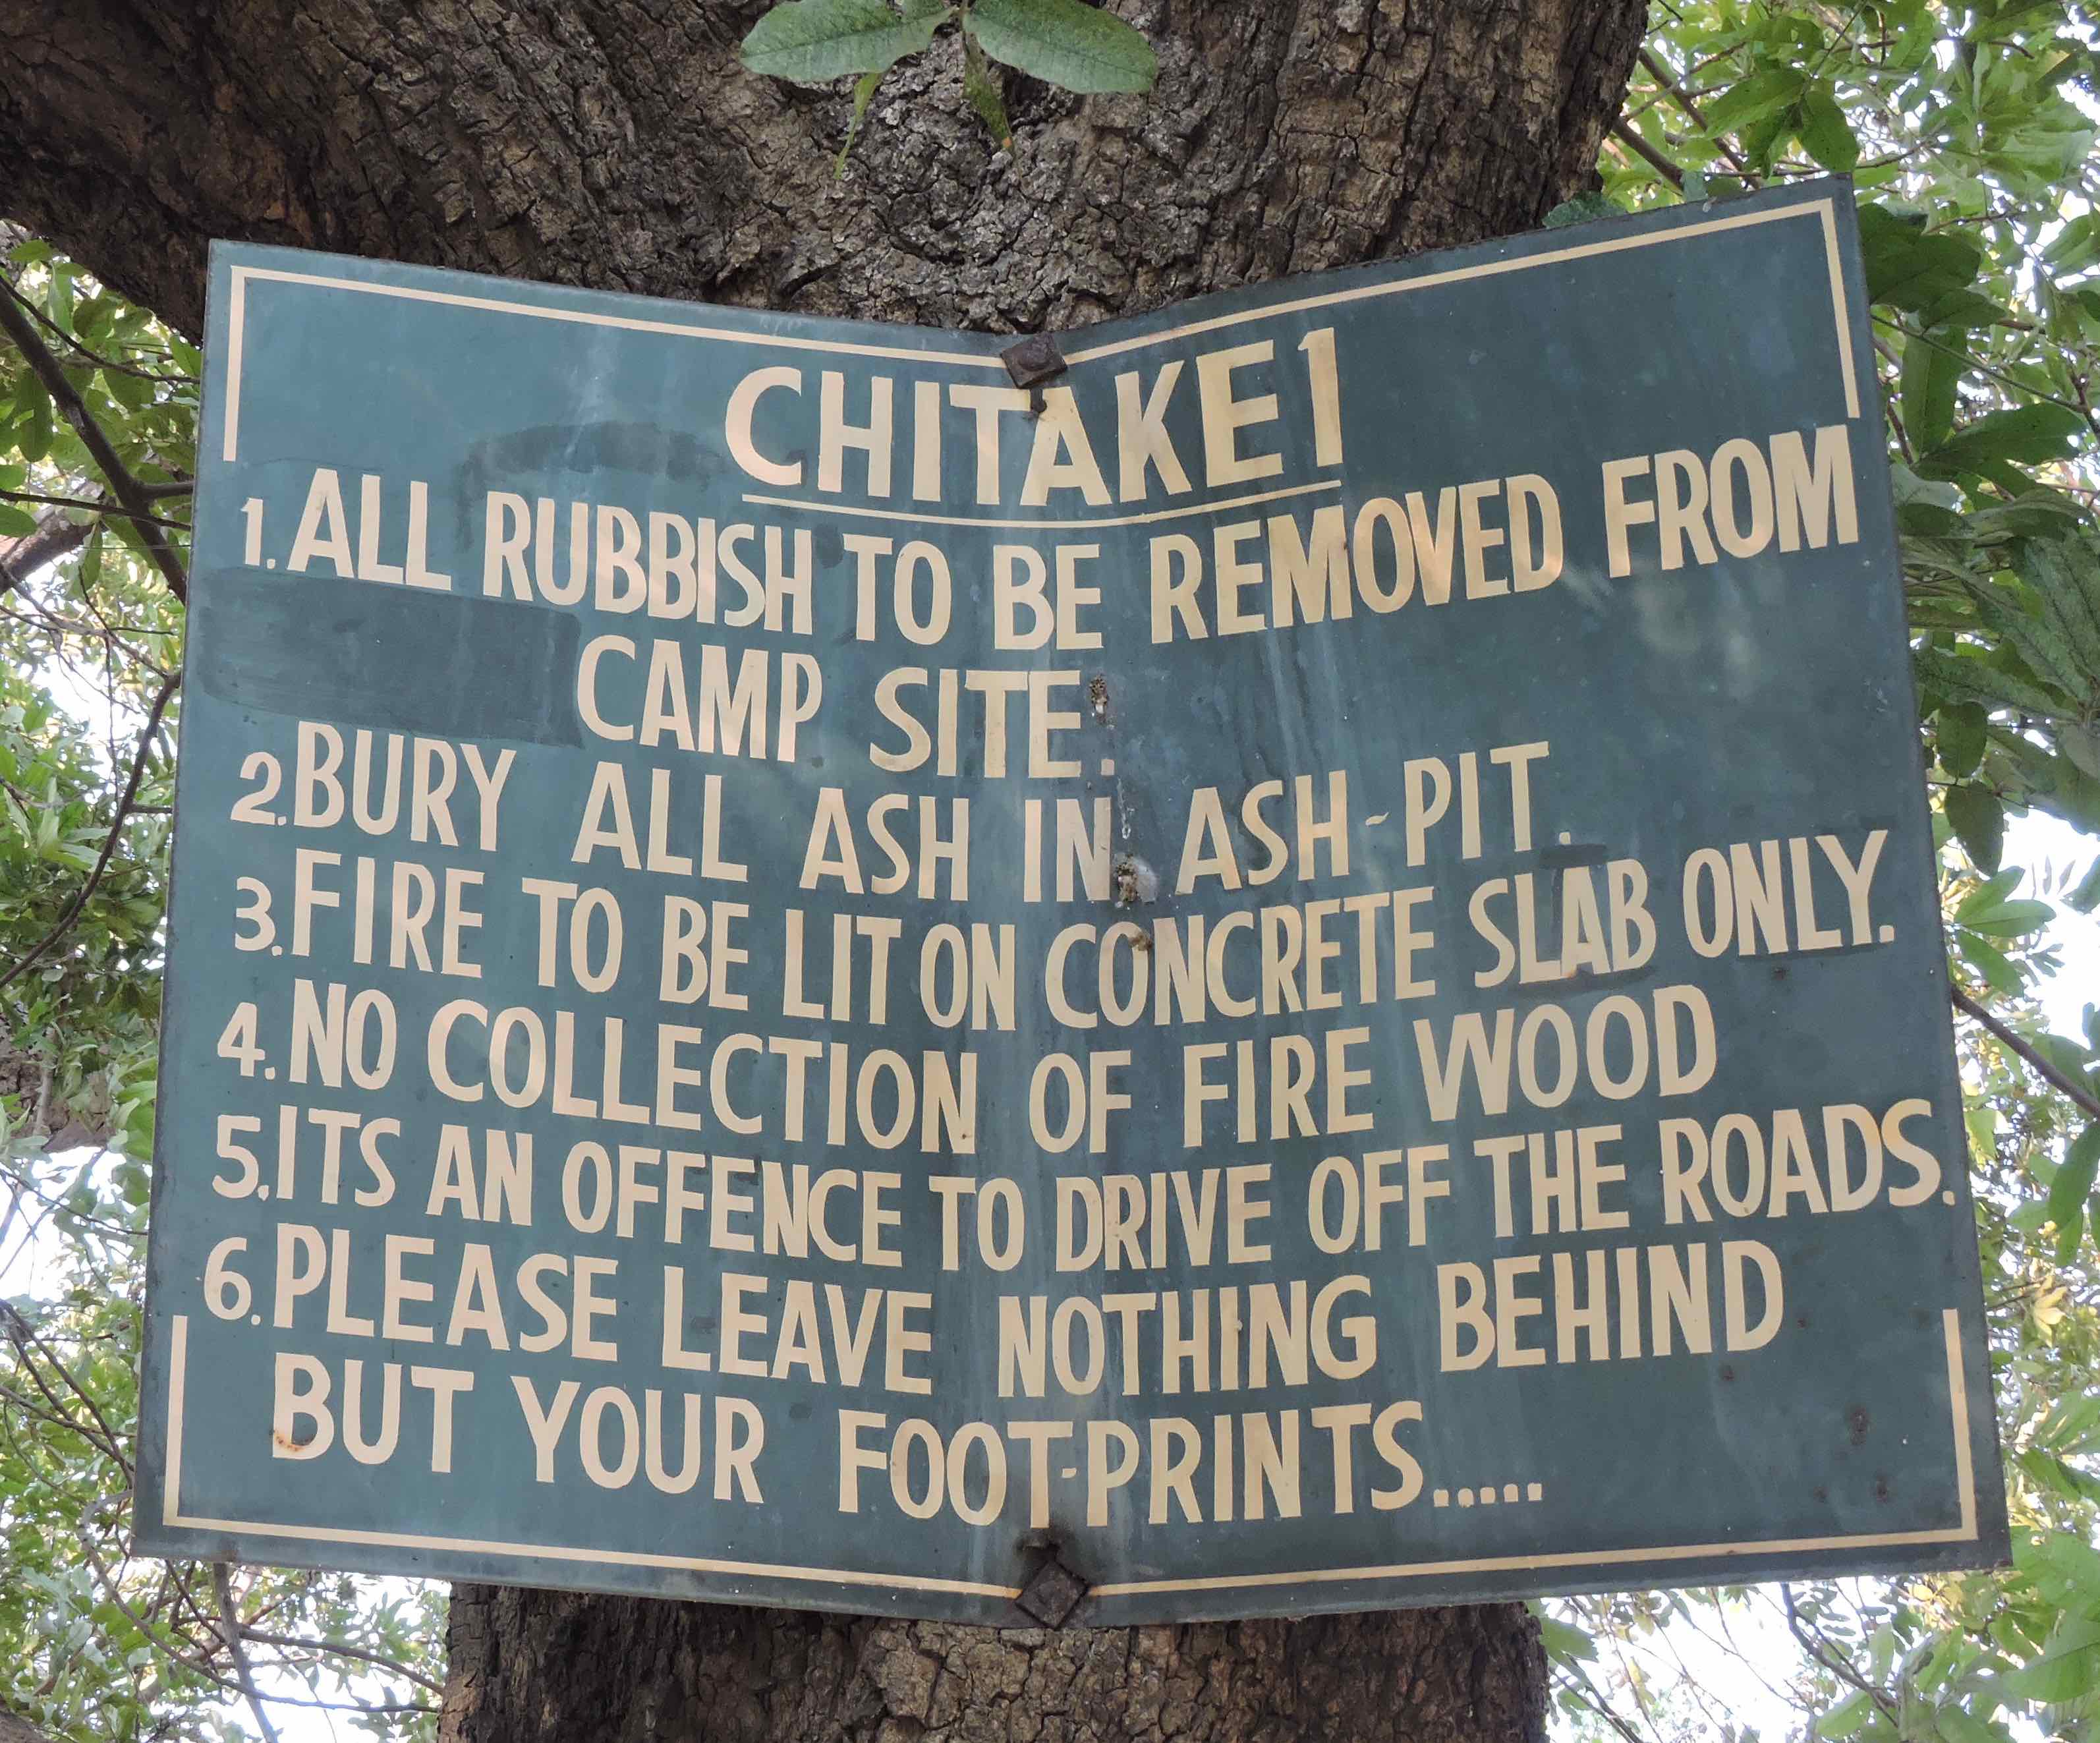 CHITAKE 1
1. ALL RUBBISH TO BE REMOVED FROM
CAMP SITE.
2. BURY ALL ASH IN ASH-PIT.
3. FIRE TO BE LIT ON CONCRETE SLAB ONLY.
4. NO COLLECTION OF FIRE WOOD
5. ITS AN OFFENCE TO DRIVE OFF THE ROADS.
6. PLEASE LEAVE NOTHING BEHIND
BUT YOUR FOOT-PRINTS.....